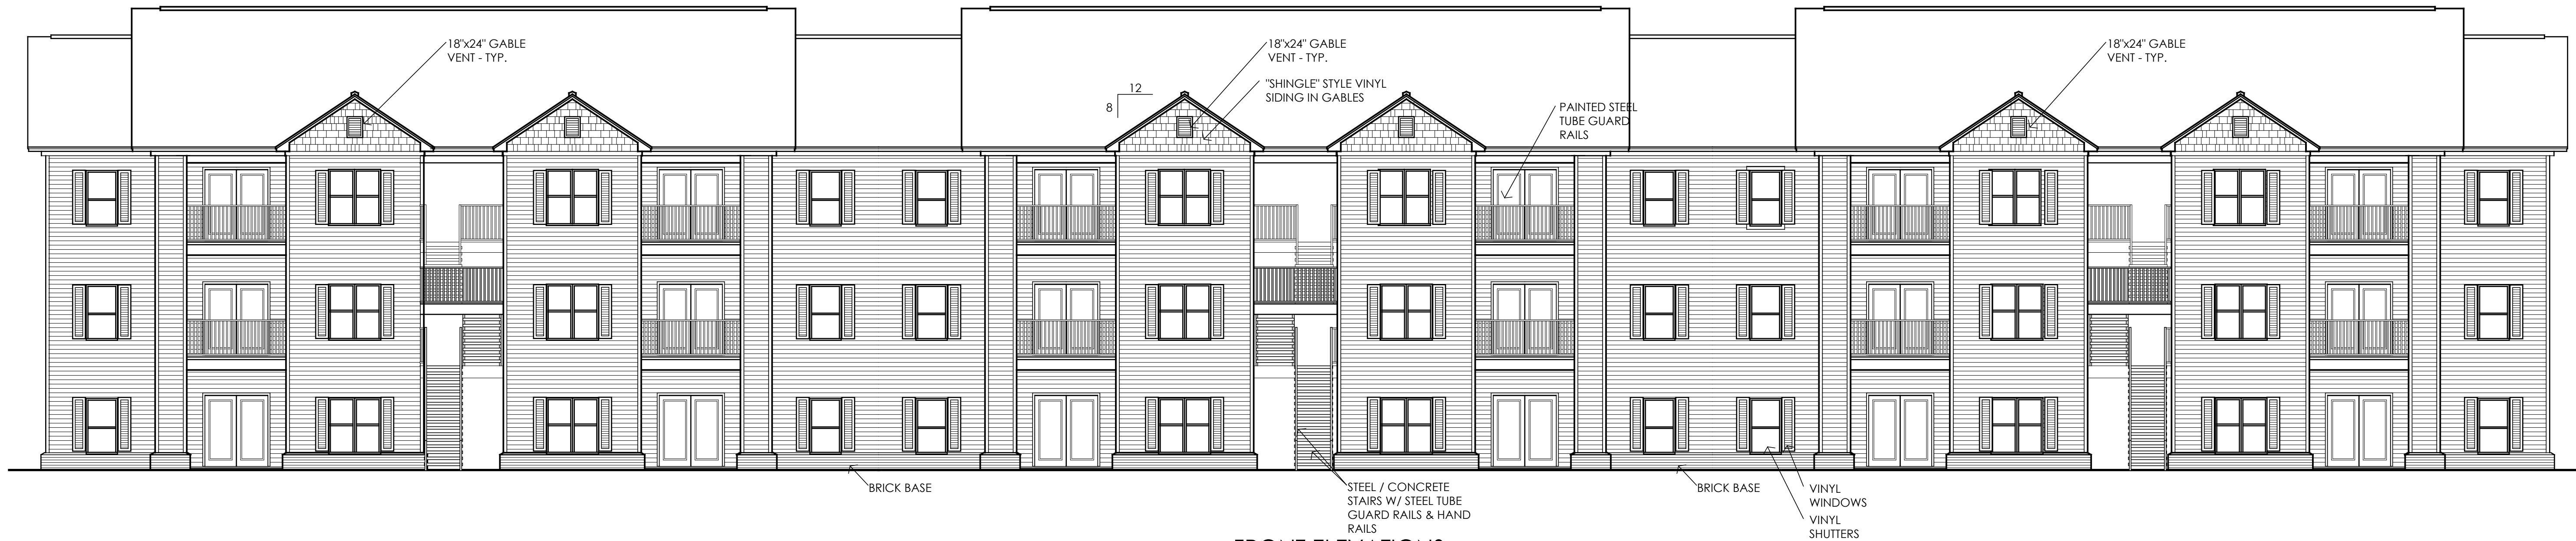 18"x24" GABLE
VENT - TYP.
18"x24" GABLE
VENT - TYP.
"SHINGLE" STYLE VINYL
SIDING IN GABLES
12
8
PAINTED STEEL
TUBE GUARD
RAILS
18"x24" GABLE
VENT - TYP.
BRICK BASE
STEEL / CONCRETE
STAIRS W/ STEEL TUBE
GUARD RAILS & HAND
RAILS
BRICK BASE
VINYL
WINDOWS
VINYL
SHUTTERS
FRONT ELEVATIONS